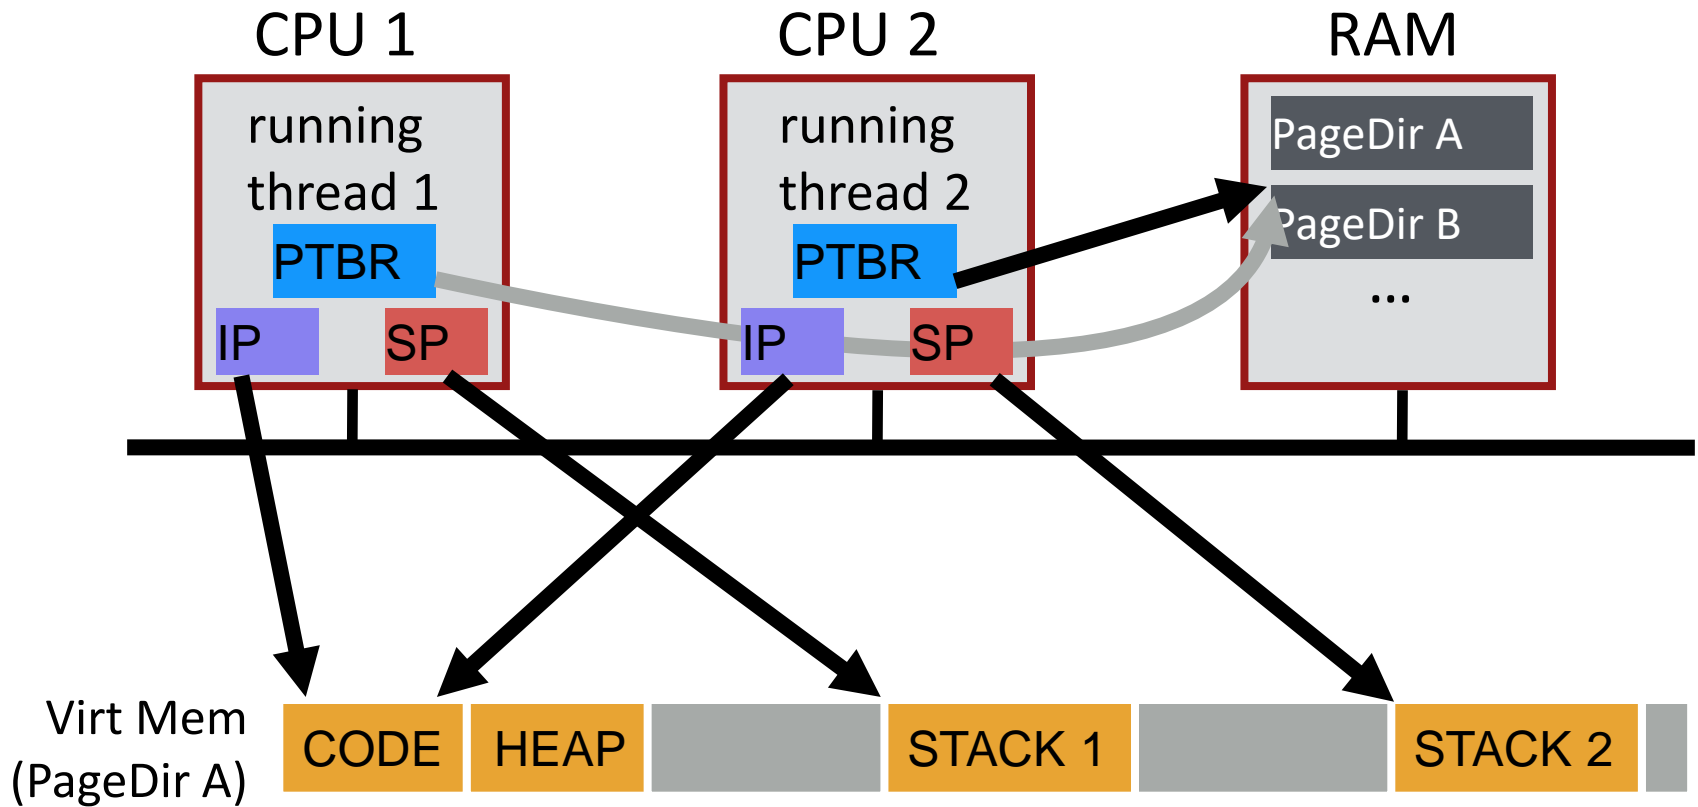 CPU 1
CPU 2
RAM
running
thread 1
PTBR
IP
SP
running
thread 2
PTBR
IP
SP
PageDir A
PageDir B
...
Virt Mem
(PageDir A)
CODE
HEAP
STACK 1
STACK 2